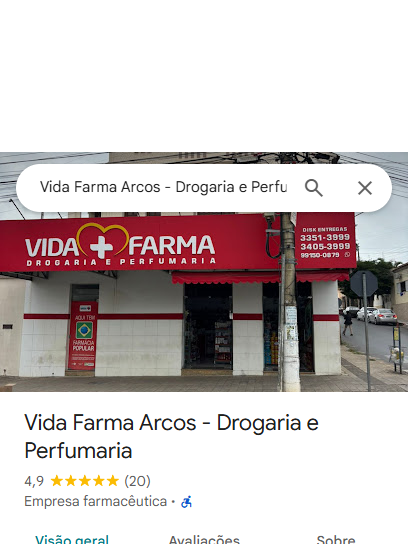 Vida Farma Arcos - Drogaria e Perfu
VIDA FARMA
DROGARIA E PERFUMARIA
DISK ENTREGAS
3351-3999
3405-3999
99150-0879
AQUI TEM
FARMÁCIA
POPULAR
Vida Farma Arcos - Drogaria e
Perfumaria
4,9 (20)
Empresa farmacêutica ·
Visão geral Avaliações Sobre